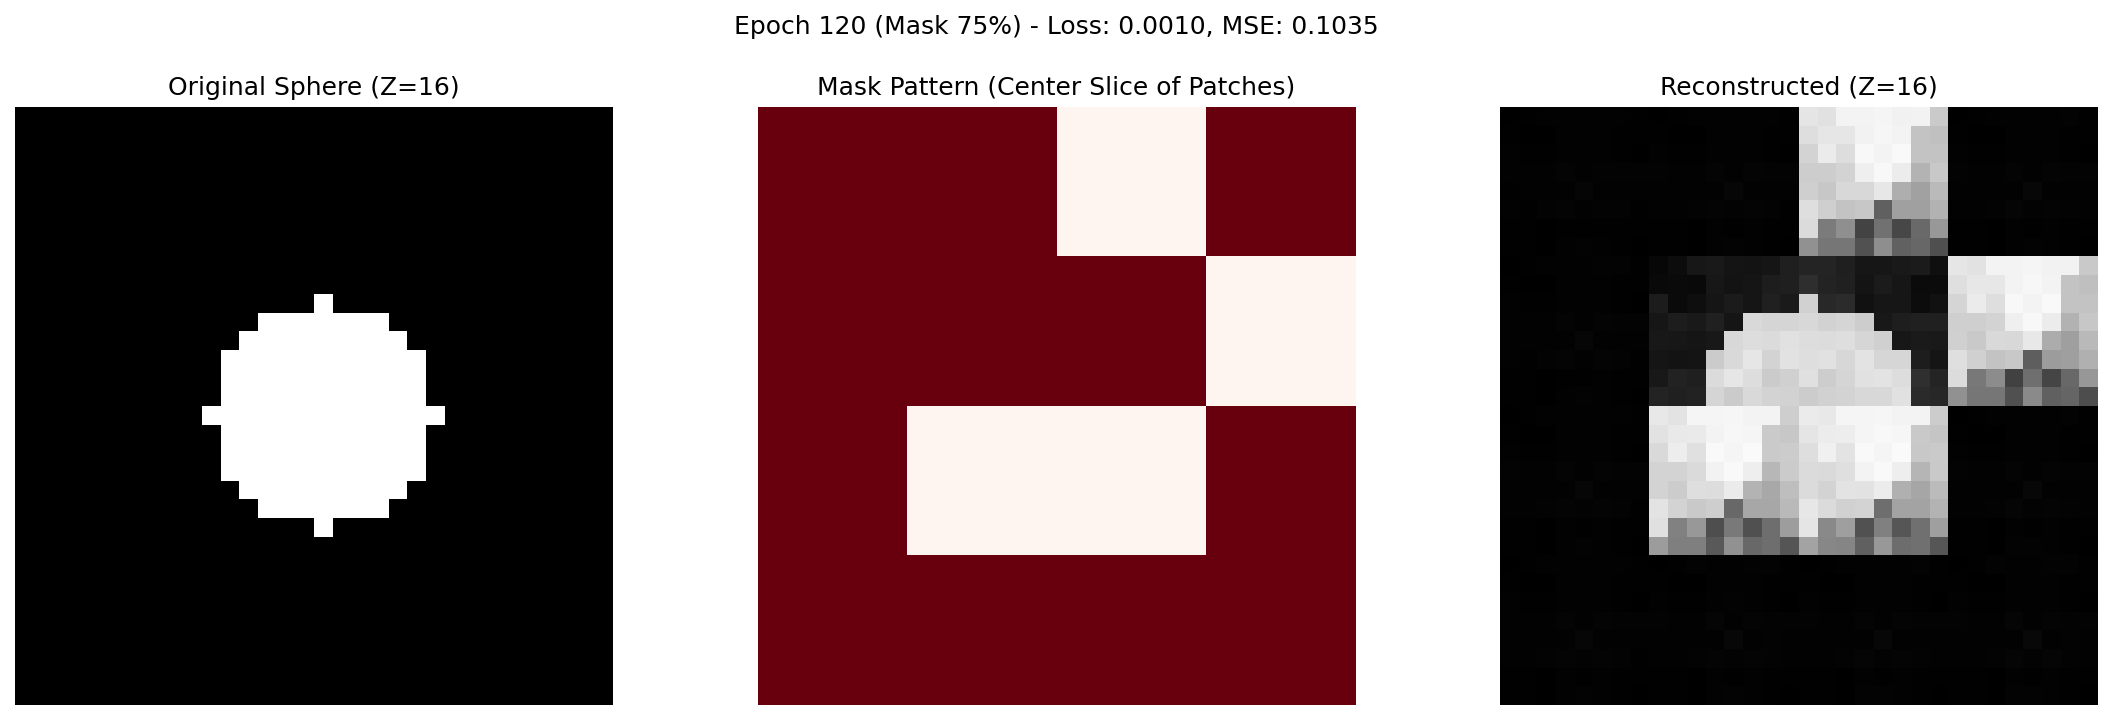 Epoch 120 (Mask 75%) - Loss: 0.0010, MSE: 0.1035
Original Sphere (Z=16)
Mask Pattern (Center Slice of Patches)
Reconstructed (Z=16)